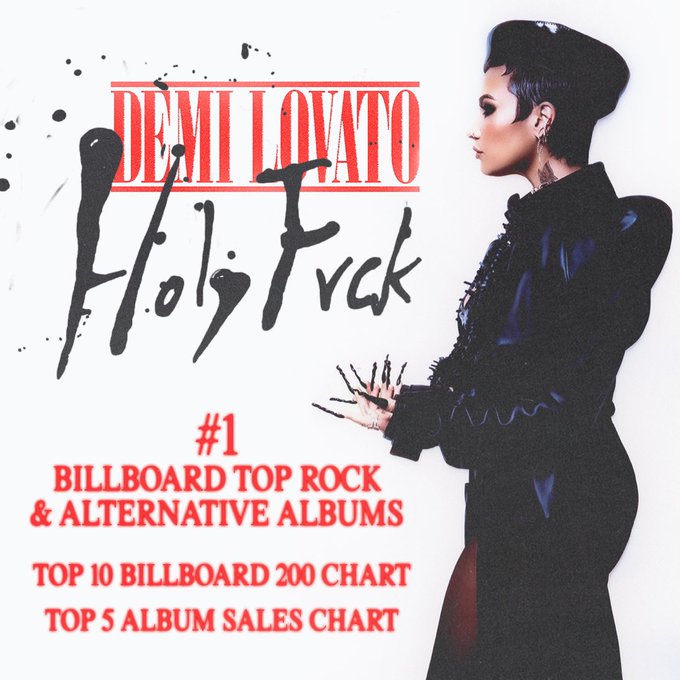 DEMI LOVATO
Holy Fvck
#1
BILLBOARD TOP ROCK
& ALTERNATIVE ALBUMS
TOP 10 BILLBOARD 200 CHART
TOP 5 ALBUM SALES CHART